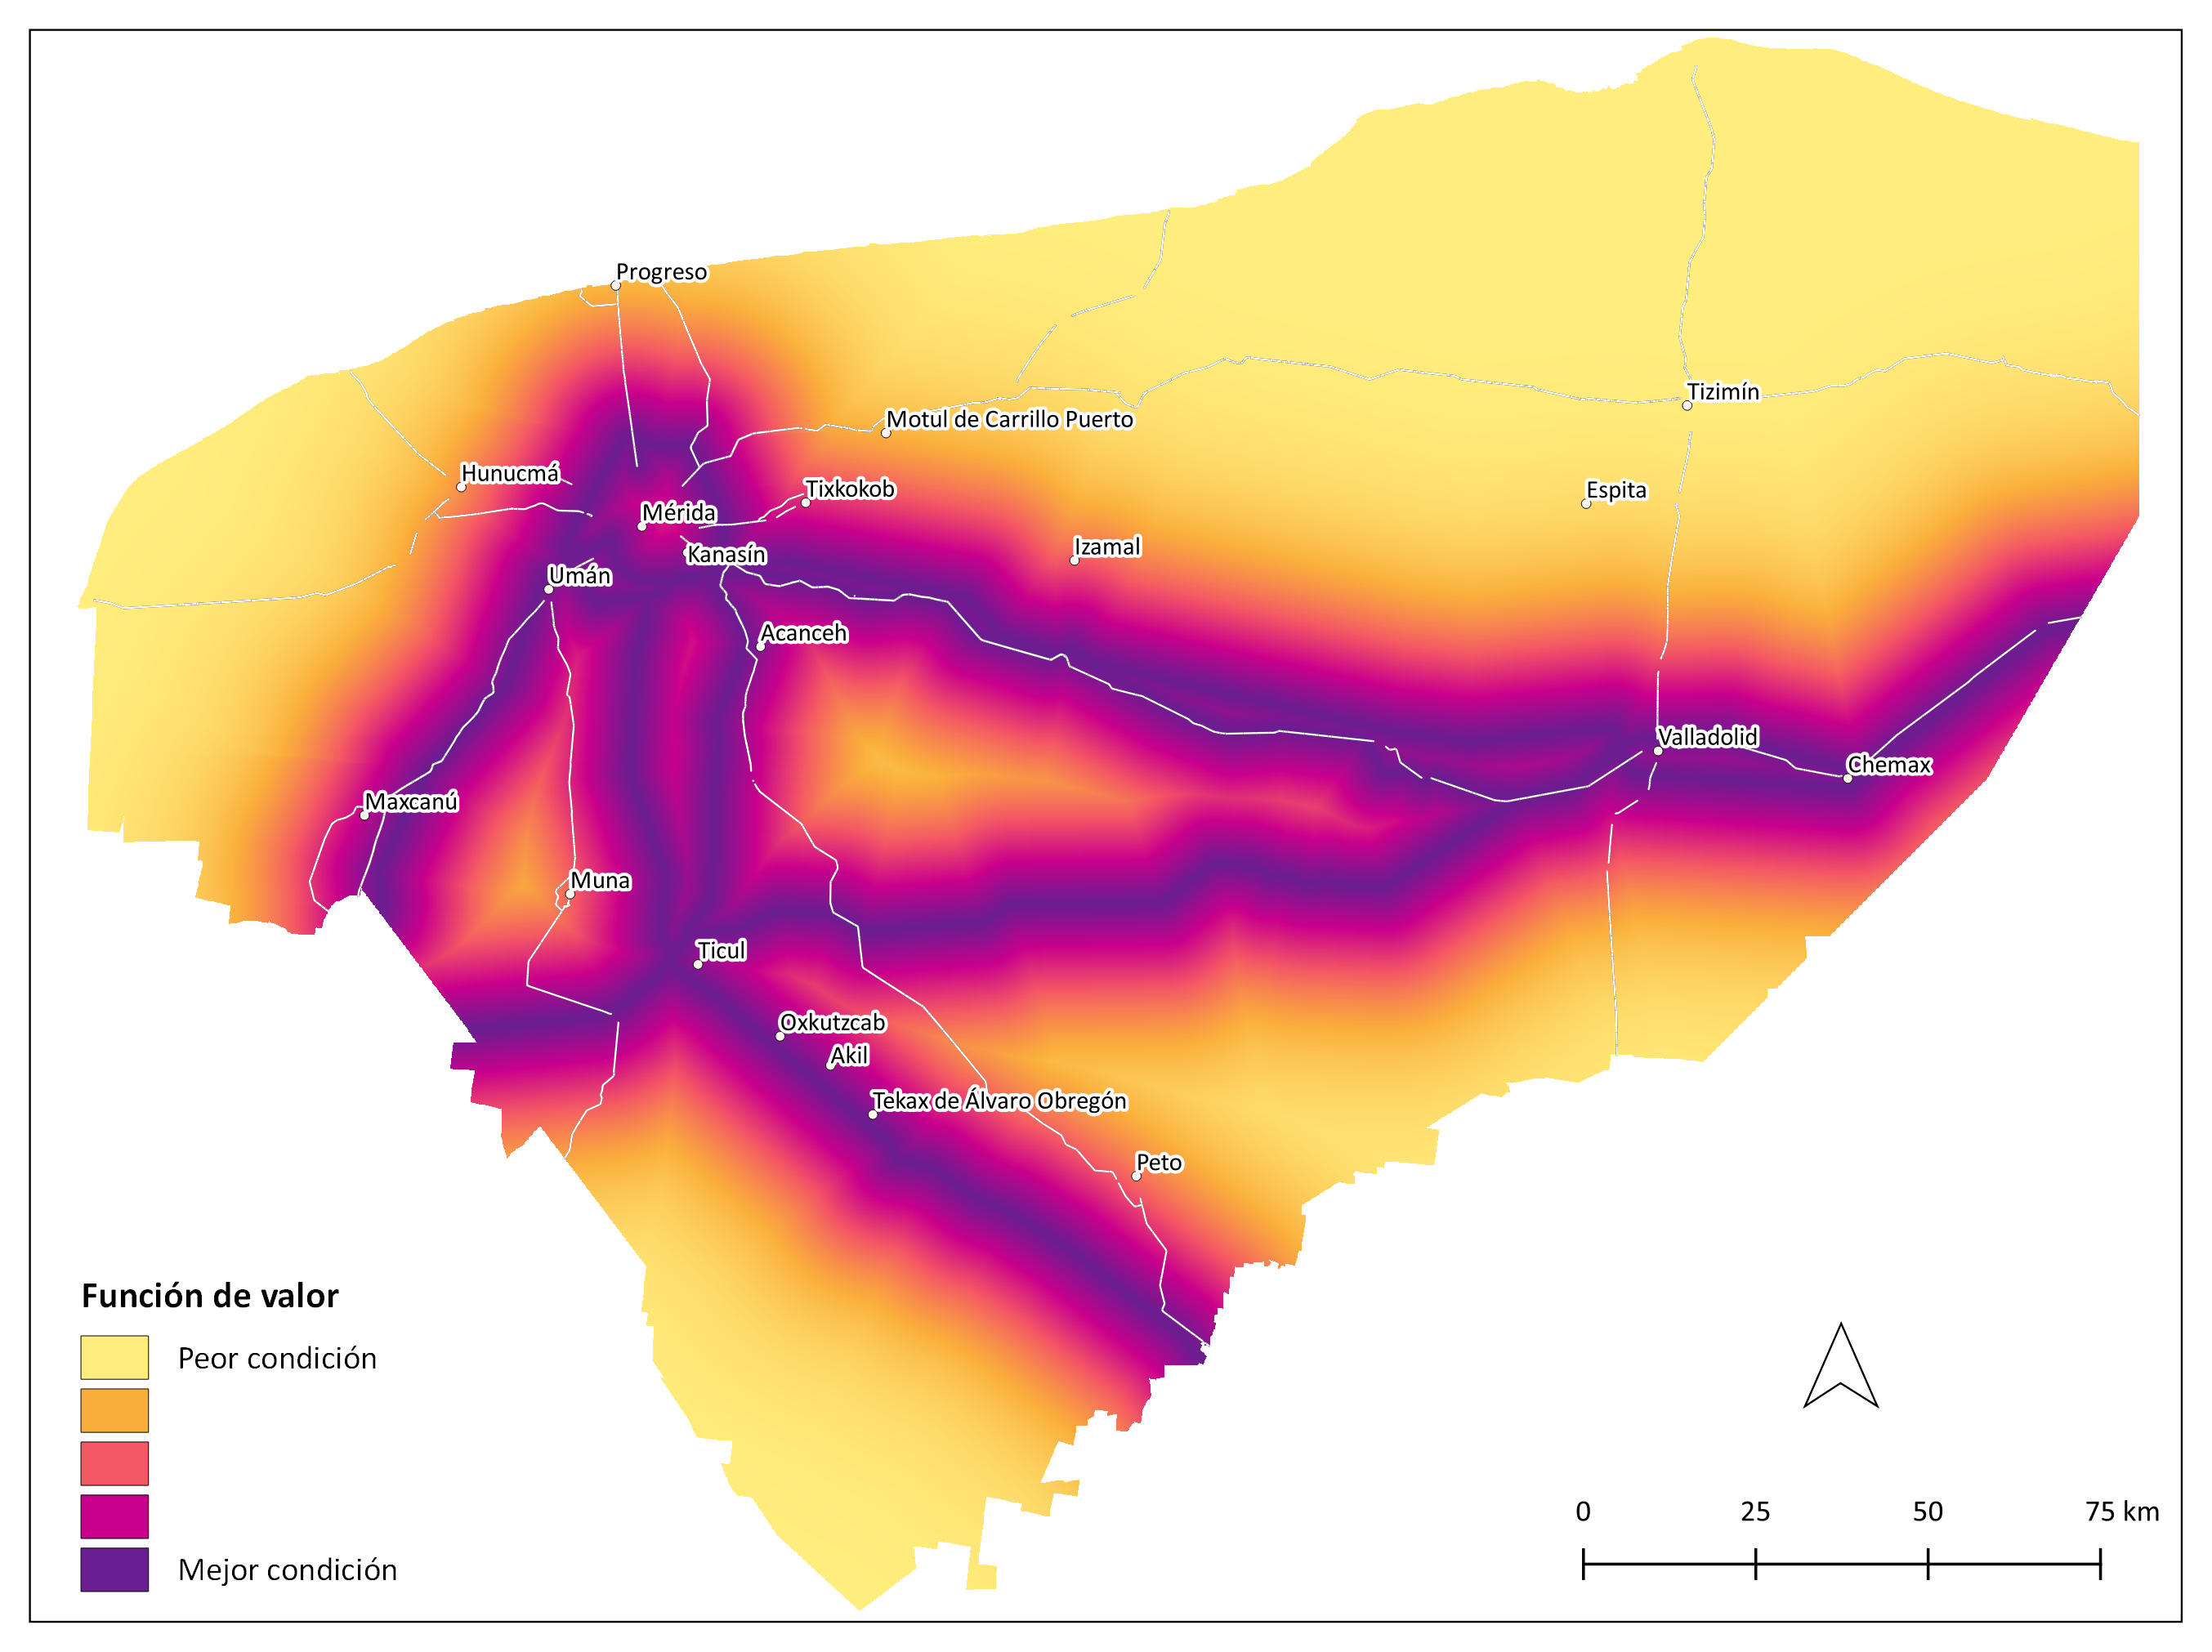 Progreso
Tizimín
Motul de Carrillo Puerto
Hunucmá
Tixkokob
Espita
Mérida
Izamal
Kanasín
Umán
Acanceh
Valladolid
Chemax
Maxcanú
Muna
Ticul
Oxkutzcab
Akil
Tekax de Álvaro Obregón
Peto
Función de valor
Peor condición
Mejor condición
0 25 50 75 km